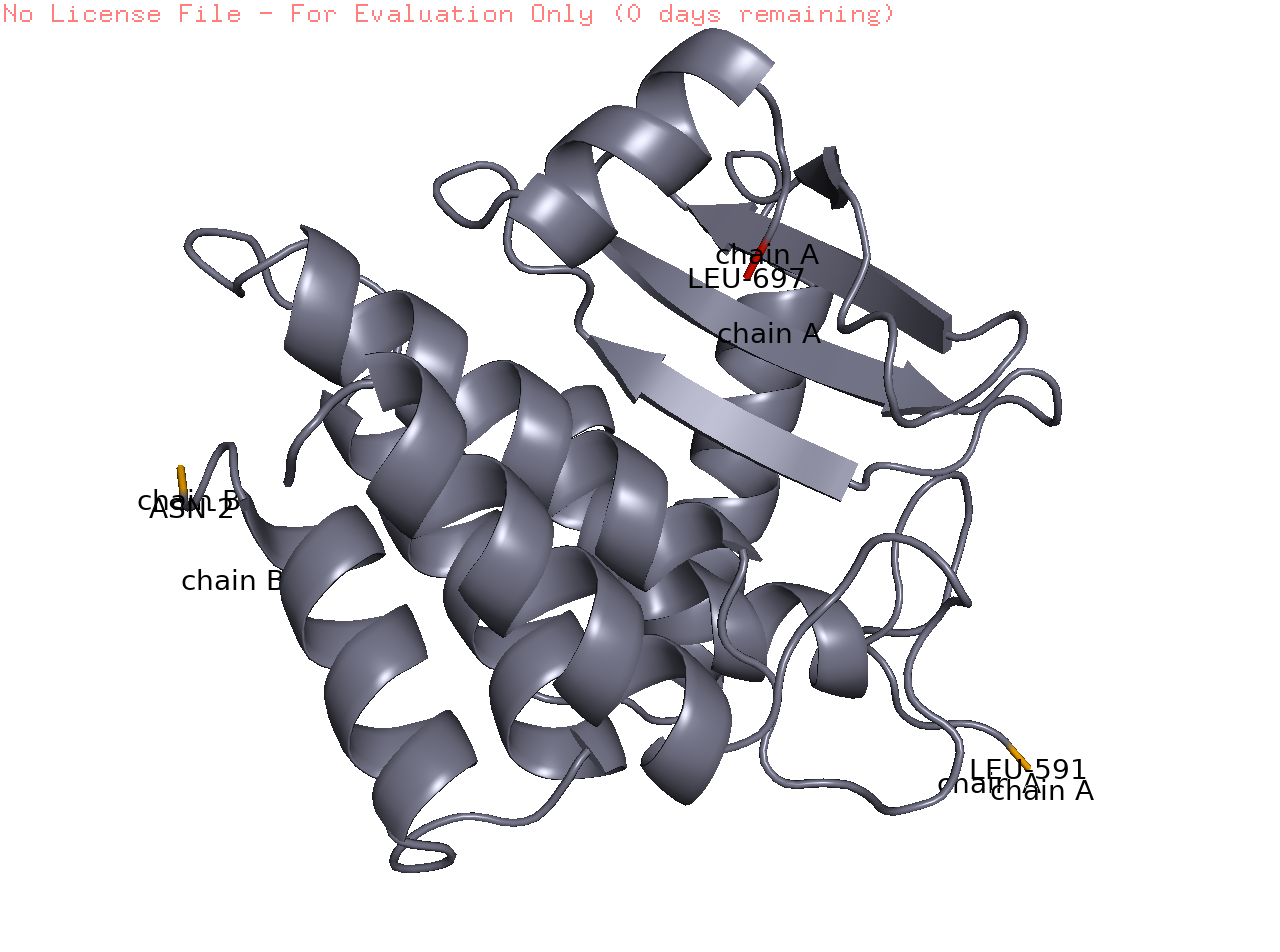 No License File - For Evaluation Only (0 days remaining)
chain A
LEU-697
chain A
chain B
ASN-2
chain B
LEU-591
chain A
chain A